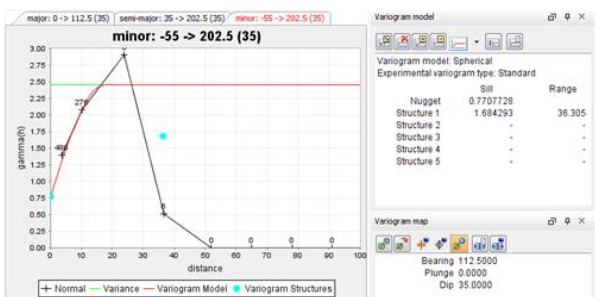 major: 0 -> 112.5 (35) semi-major: 35 -> 202.5 (35) minor: -55 -> 202.5 (35)
minor: -55 -> 202.5 (35)
3.00
2.75
2.50
2.25
2.00
1.75
1.50
1.25
1.00
0.75
0.50
0.25
0.00
gamma(h)
0 0 0 0
0 10 20 30 40 50 60 70 80 90 100
distance
Normal Variance Variogram Model Variogram Structures
Variogram model
Variogram model: Spherical
Experimental variogram type: Standard
Sill Range
Nugget 0.7707728
Structure 1 1.684293 36.305
Structure 2 - -
Structure 3 - -
Structure 4 - -
Structure 5 - -
Variogram map
Bearing 112.5000
Plunge 0.0000
Dip 35.0000